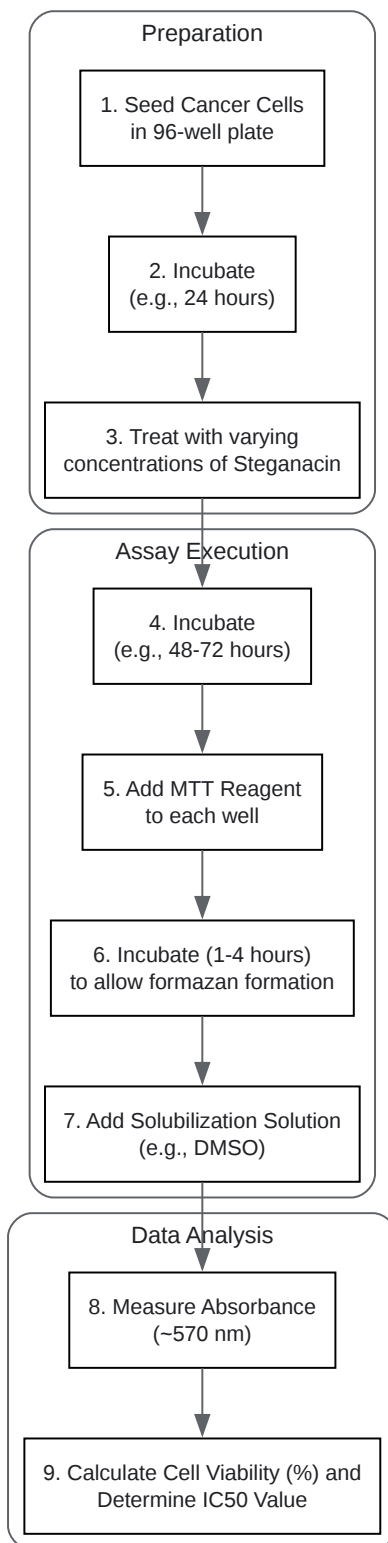 Preparation
1. Seed Cancer Cells
in 96-well plate
2. Incubate
(e.g., 24 hours)
3. Treat with varying
concentrations of Steganacin
Assay Execution
4. Incubate
(e.g., 48-72 hours)
5. Add MTT Reagent
to each well
6. Incubate (1-4 hours)
to allow formazan formation
7. Add Solubilization Solution
(e.g., DMSO)
Data Analysis
8. Measure Absorbance
(~570 nm)
9. Calculate Cell Viability (%) and
Determine IC50 Value